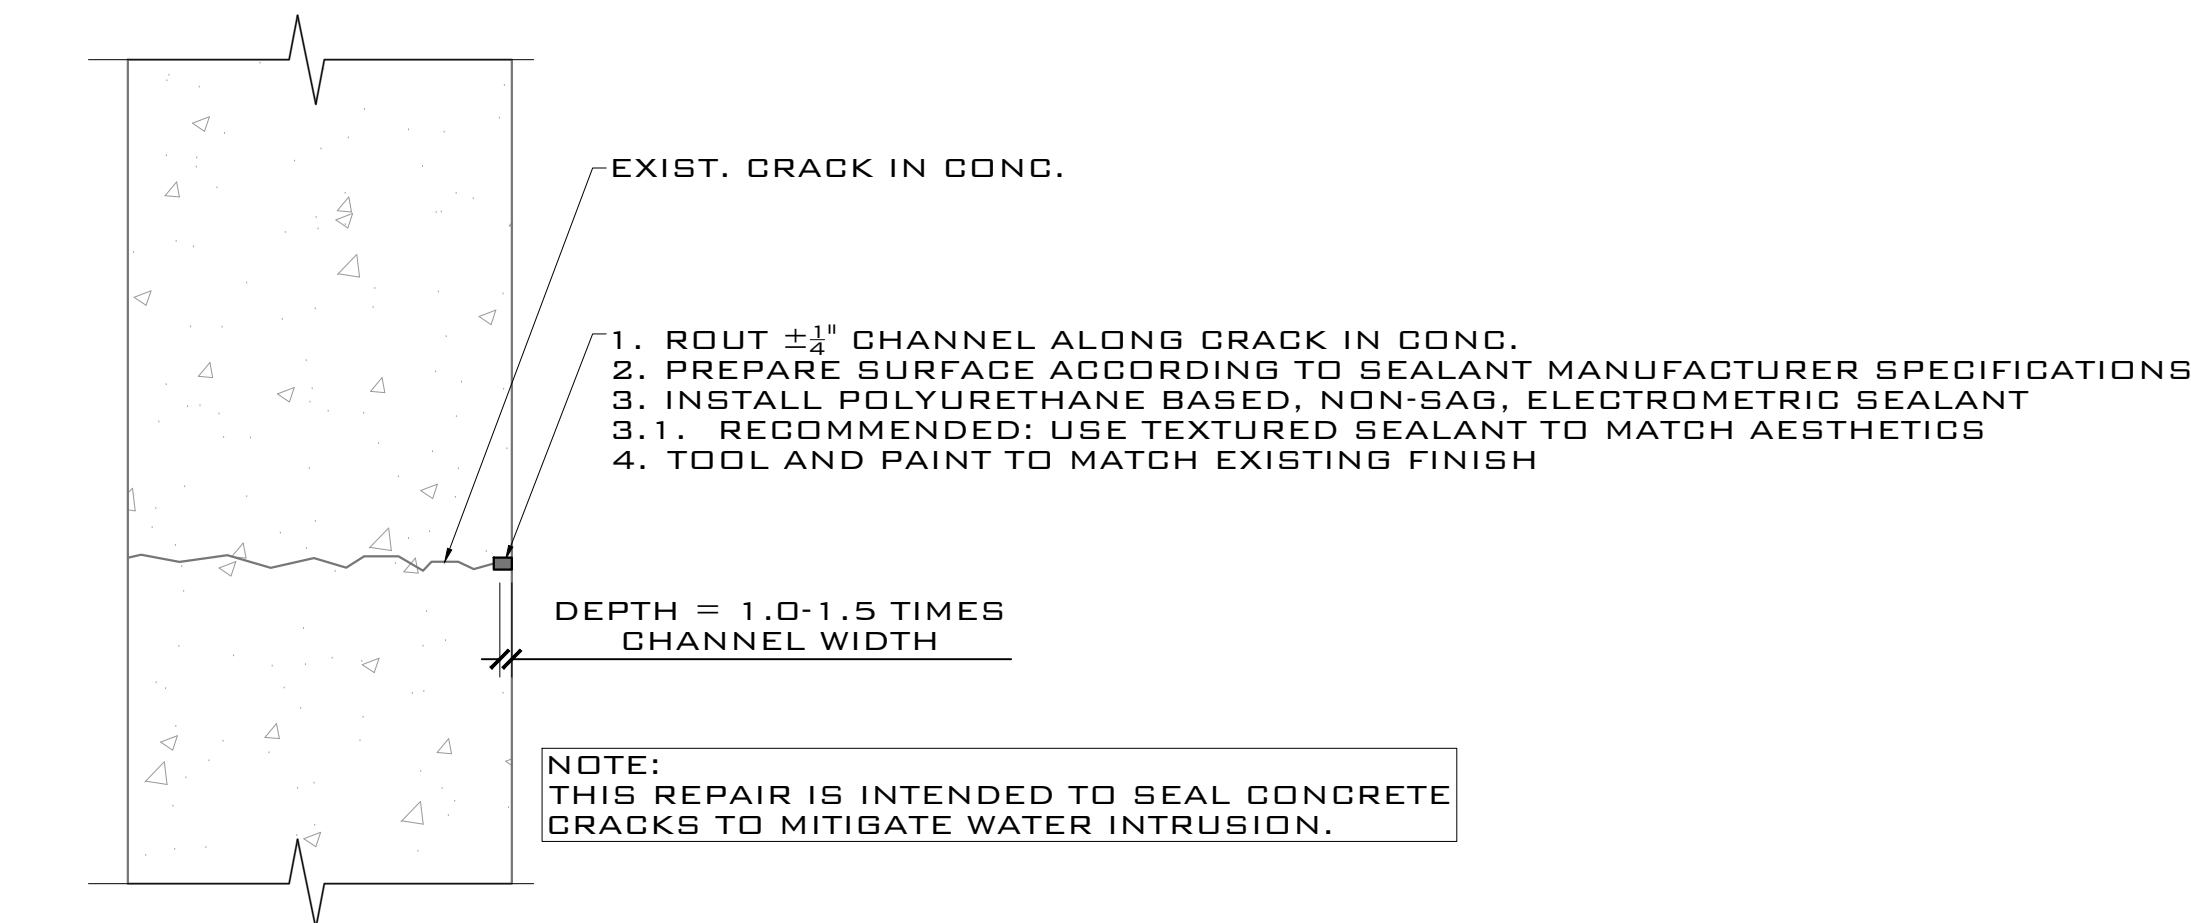 EXIST. CRACK IN CONC.
1. ROUT ±1/4" CHANNEL ALONG CRACK IN CONC.
2. PREPARE SURFACE ACCORDING TO SEALANT MANUFACTURER SPECIFICATIONS
3. INSTALL POLYURETHANE BASED, NON-SAG, ELECTROMETRIC SEALANT
3.1. RECOMMENDED: USE TEXTURED SEALANT TO MATCH AESTHETICS
4. TOOL AND PAINT TO MATCH EXISTING FINISH
DEPTH = 1.0-1.5 TIMES
CHANNEL WIDTH
NOTE:
THIS REPAIR IS INTENDED TO SEAL CONCRETE
CRACKS TO MITIGATE WATER INTRUSION.